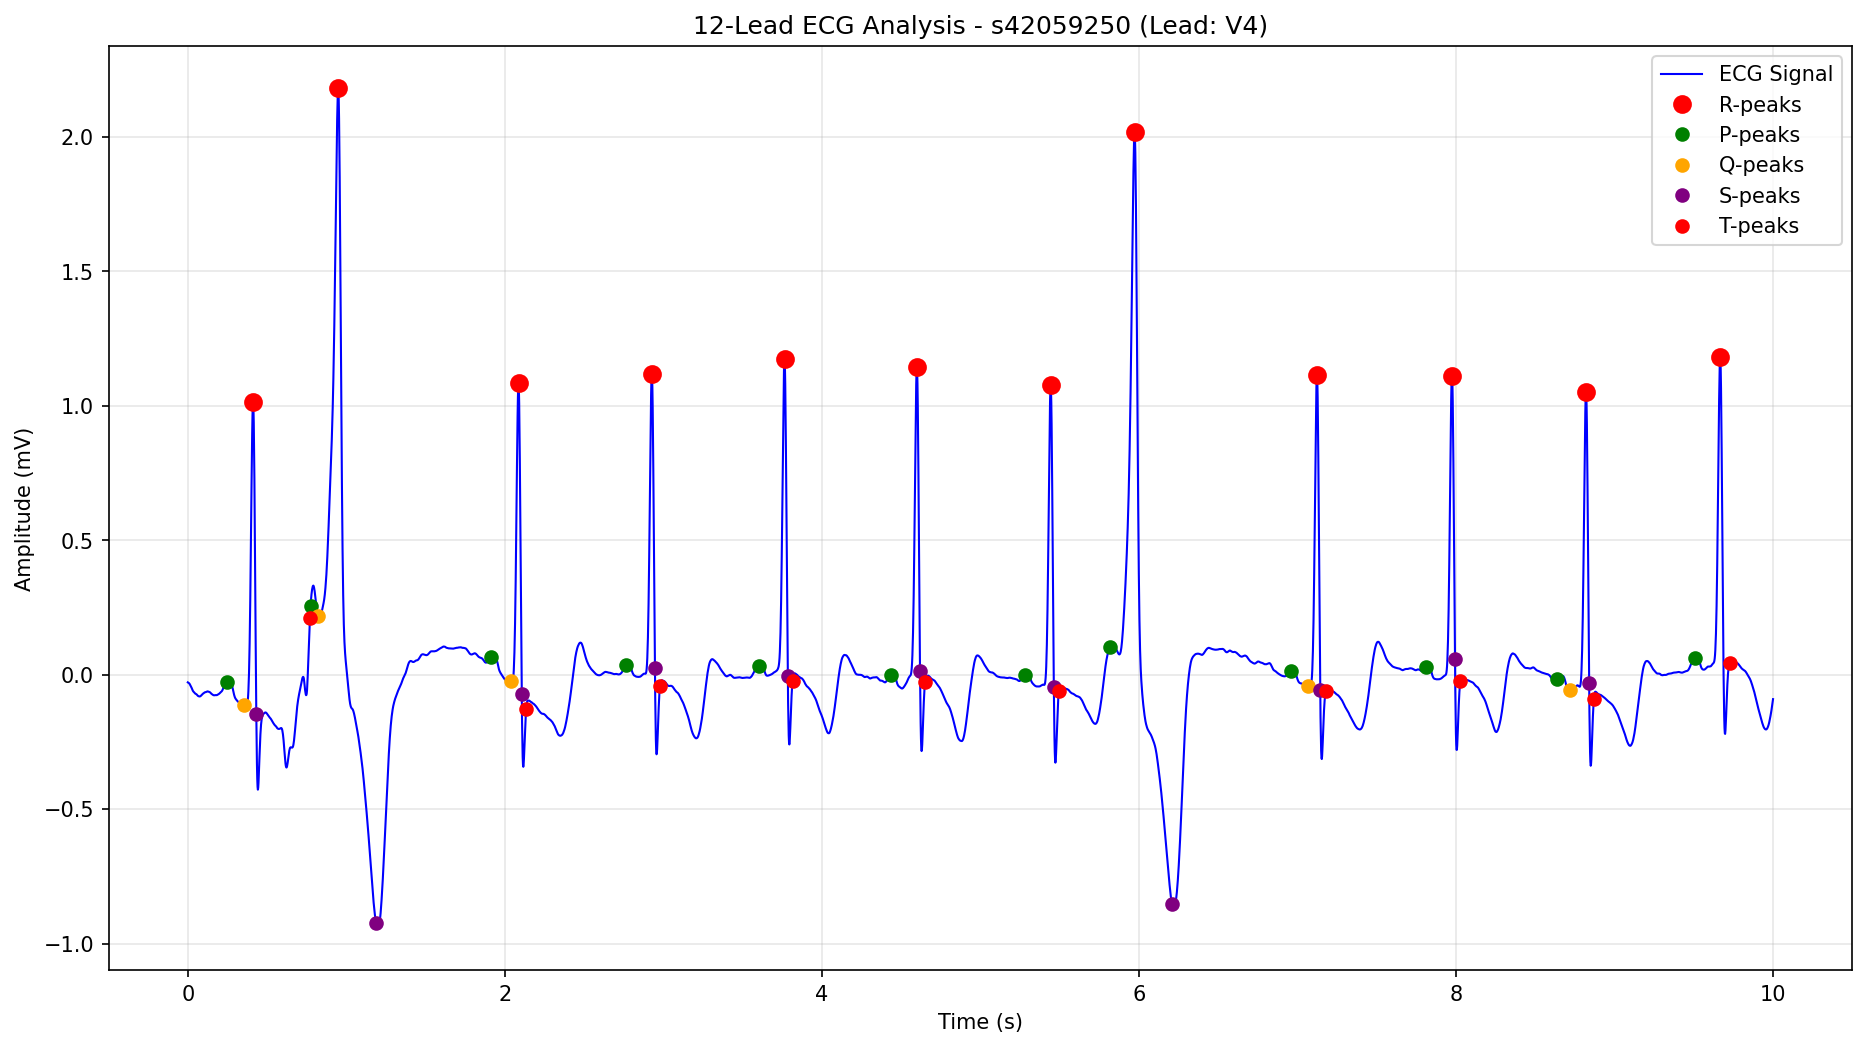 12-Lead ECG Analysis - s42059250 (Lead: V4)
ECG Signal
R-peaks
P-peaks
Q-peaks
S-peaks
T-peaks
Amplitude (mV)
2.0
1.5
1.0
0.5
0.0
−0.5
−1.0
0 2 4 6 8 10
Time (s)